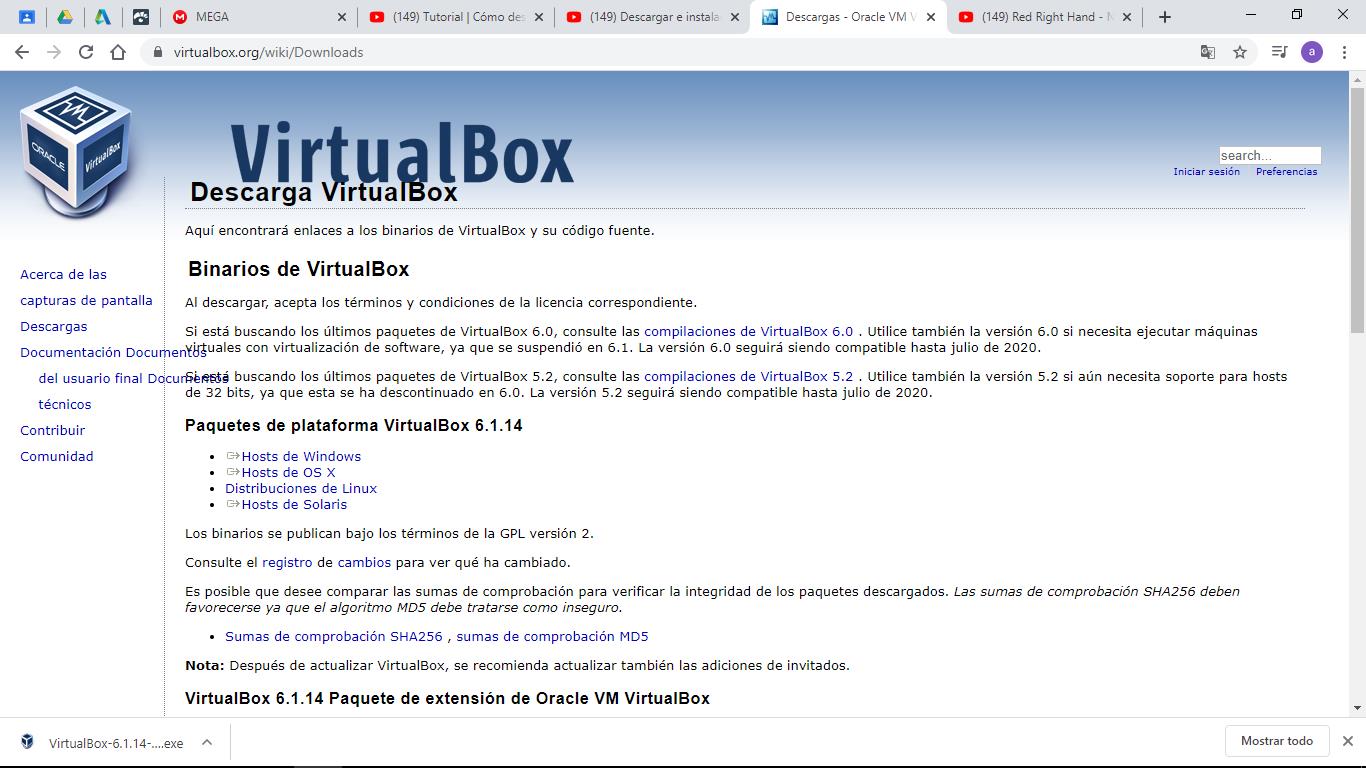 MEGA
(149) Tutorial | Cómo des
(149) Descargar e instala
Descargas - Oracle VM V
(149) Red Right Hand - N
virtualbox.org/wiki/Downloads
a
ORACLE
VirtualBox
VirtualBox
search...
Iniciar sesión
Preferencias
Descarga VirtualBox
Aquí encontrará enlaces a los binarios de VirtualBox y su código fuente.
Acerca de las
capturas de pantalla
Descargas
Documentación Documentos
del usuario final Documentos
técnicos
Contribuir
Comunidad
Binarios de VirtualBox
Al descargar, acepta los términos y condiciones de la licencia correspondiente.
Si está buscando los últimos paquetes de VirtualBox 6.0, consulte las compilaciones de VirtualBox 6.0 . Utilice también la versión 6.0 si necesita ejecutar máquinas
virtuales con virtualización de software, ya que se suspendió en 6.1. La versión 6.0 seguirá siendo compatible hasta julio de 2020.
Si está buscando los últimos paquetes de VirtualBox 5.2, consulte las compilaciones de VirtualBox 5.2 . Utilice también la versión 5.2 si aún necesita soporte para hosts
de 32 bits, ya que esta se ha descontinuado en 6.0. La versión 5.2 seguirá siendo compatible hasta julio de 2020.
Paquetes de plataforma VirtualBox 6.1.14
Hosts de Windows
Hosts de OS X
Distribuciones de Linux
Hosts de Solaris
Los binarios se publican bajo los términos de la GPL versión 2.
Consulte el registro de cambios para ver qué ha cambiado.
Es posible que desee comparar las sumas de comprobación para verificar la integridad de los paquetes descargados. Las sumas de comprobación SHA256 deben
favorecerse ya que el algoritmo MD5 debe tratarse como inseguro.
Sumas de comprobación SHA256 , sumas de comprobación MD5
Nota: Después de actualizar VirtualBox, se recomienda actualizar también las adiciones de invitados.
VirtualBox 6.1.14 Paquete de extensión de Oracle VM VirtualBox
VirtualBox-6.1.14-....exe
Mostrar todo